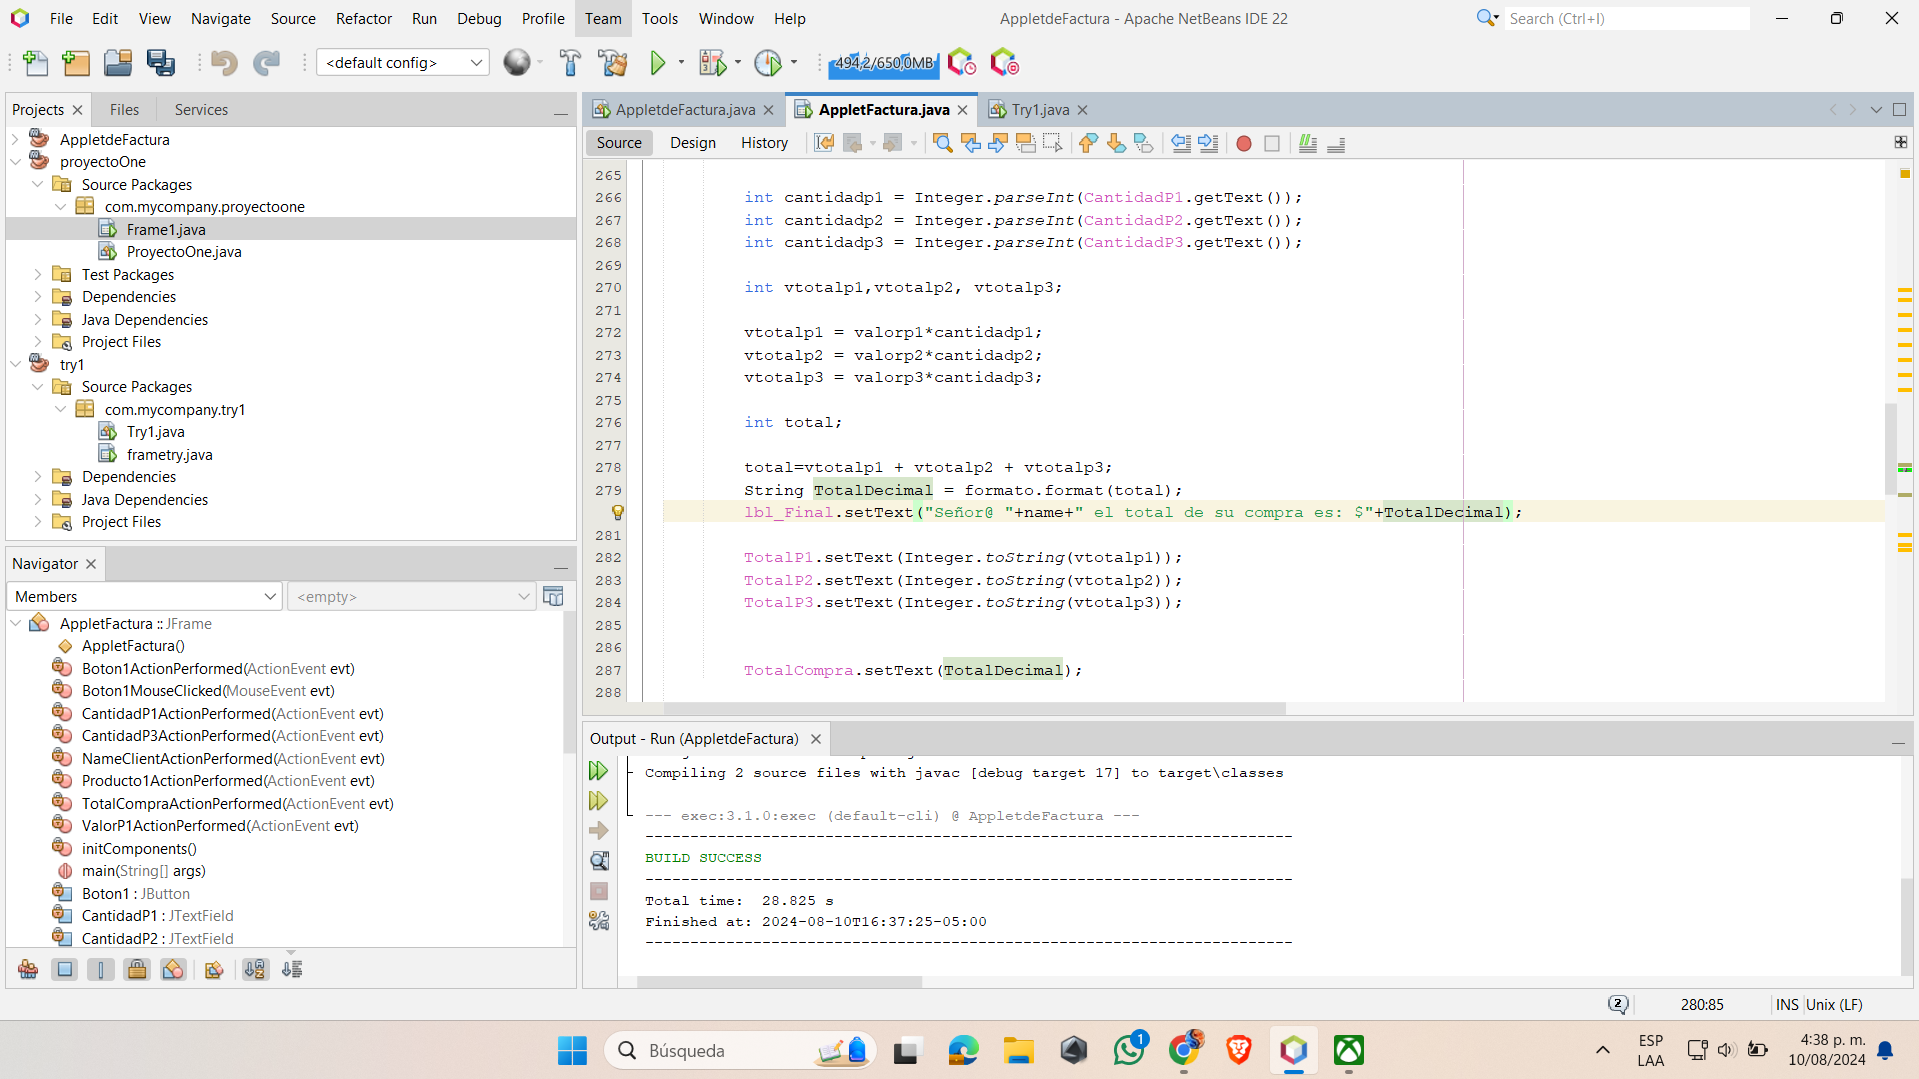 File Edit View Navigate Source Refactor Run Debug Profile Team Tools Window Help
AppletdeFactura - Apache NetBeans IDE 22
Search (Ctrl+I)
<default config>
494,2/650,0MB
Projects Files Services
AppletdeFactura
proyectoOne
Source Packages
com.mycompany.proyectoone
Frame1.java
ProyectoOne.java
Test Packages
Dependencies
Java Dependencies
Project Files
try1
Source Packages
com.mycompany.try1
Try1.java
frametry.java
Dependencies
Java Dependencies
Project Files
Navigator
Members
<empty>
AppletFactura :: JFrame
AppletFactura()
Boton1ActionPerformed(ActionEvent evt)
Boton1MouseClicked(MouseEvent evt)
CantidadP1ActionPerformed(ActionEvent evt)
CantidadP3ActionPerformed(ActionEvent evt)
NameClientActionPerformed(ActionEvent evt)
Producto1ActionPerformed(ActionEvent evt)
TotalCompraActionPerformed(ActionEvent evt)
ValorP1ActionPerformed(ActionEvent evt)
initComponents()
main(String[] args)
Boton1 : JButton
CantidadP1 : JTextField
CantidadP2 : JTextField
AppletdeFactura.java AppletFactura.java Try1.java
Source Design History
265
266 int cantidadp1 = Integer.parseInt(CantidadP1.getText());
267 int cantidadp2 = Integer.parseInt(CantidadP2.getText());
268 int cantidadp3 = Integer.parseInt(CantidadP3.getText());
269
270 int vtotalp1,vtotalp2, vtotalp3;
271
272 vtotalp1 = valorp1*cantidadp1;
273 vtotalp2 = valorp2*cantidadp2;
274 vtotalp3 = valorp3*cantidadp3;
275
276 int total;
277
278 total=vtotalp1 + vtotalp2 + vtotalp3;
279 String TotalDecimal = formato.format(total);
lbl_Final.setText("Señor@ "+name+" el total de su compra es: $"+TotalDecimal);
281
282 TotalP1.setText(Integer.toString(vtotalp1));
283 TotalP2.setText(Integer.toString(vtotalp2));
284 TotalP3.setText(Integer.toString(vtotalp3));
285
286
287 TotalCompra.setText(TotalDecimal);
288
Output - Run (AppletdeFactura)
Compiling 2 source files with javac [debug target 17] to target\classes
--- exec:3.1.0:exec (default-cli) @ AppletdeFactura ---
------------------------------------------------------------------------
BUILD SUCCESS
------------------------------------------------------------------------
Total time:  28.825 s
Finished at: 2024-08-10T16:37:25-05:00
------------------------------------------------------------------------
2
280:85
INS Unix (LF)
Búsqueda
1
ESP
LAA
4:38 p. m.
10/08/2024